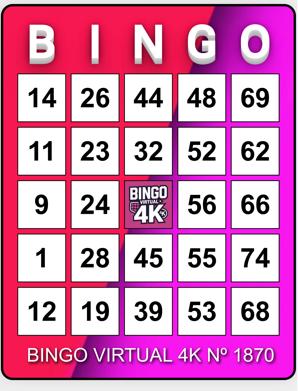 B I N G O
14 26 44 48 69
11 23 32 52 62
9 24 BINGO VIRTUAL 4K 56 66
1 28 45 55 74
12 19 39 53 68
BINGO VIRTUAL 4K Nº 1870